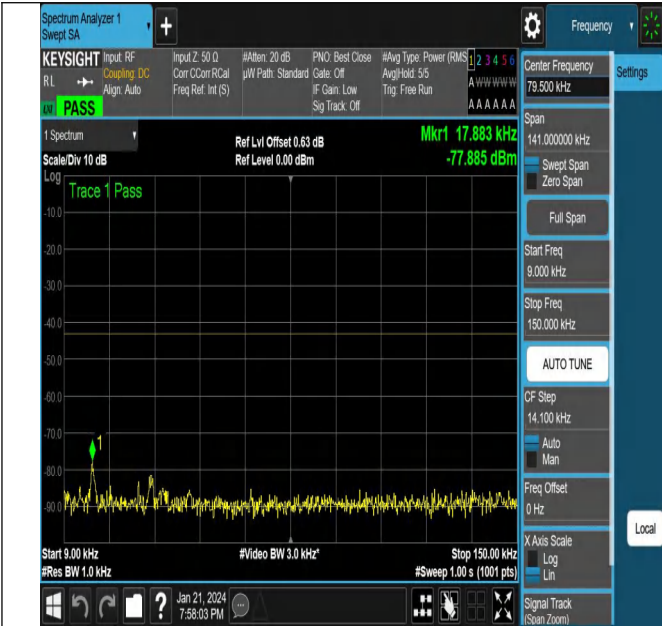 Spectrum Analyzer 1
Swept SA
+
Frequency
KEYSIGHT
RL
Input: RF
Coupling: DC
Align: Auto
Input Z: 50 Ω
Corr CCorr RCal
Freq Ref: Int (S)
#Atten: 20 dB
µW Path: Standard
PNO: Best Close
Gate: Off
IF Gain: Low
Sig Track: Off
#Avg Type: Power (RMS
Avg|Hold: 5/5
Trig: Free Run
1 2 3 4 5 6
A W W W W W
A A A A A A
LXI PASS
1 Spectrum
Scale/Div 10 dB
Ref Lvl Offset 0.63 dB
Ref Level 0.00 dBm
Mkr1 17.883 kHz
-77.885 dBm
Log
Trace 1 Pass
-10.0
-20.0
-30.0
-40.0
-50.0
-60.0
-70.0
-80.0
-90.0
1
Start 9.00 kHz
#Res BW 1.0 kHz
#Video BW 3.0 kHz*
Stop 150.00 kHz
#Sweep 1.00 s (1001 pts)
?
Jan 21, 2024
7:58:03 PM
Center Frequency
79.500 kHz
Settings
Span
141.000000 kHz
Swept Span
Zero Span
Full Span
Start Freq
9.000 kHz
Stop Freq
150.000 kHz
AUTO TUNE
CF Step
14.100 kHz
Auto
Man
Freq Offset
0 Hz
X Axis Scale
Log
Lin
Local
Signal Track
(Span Zoom)